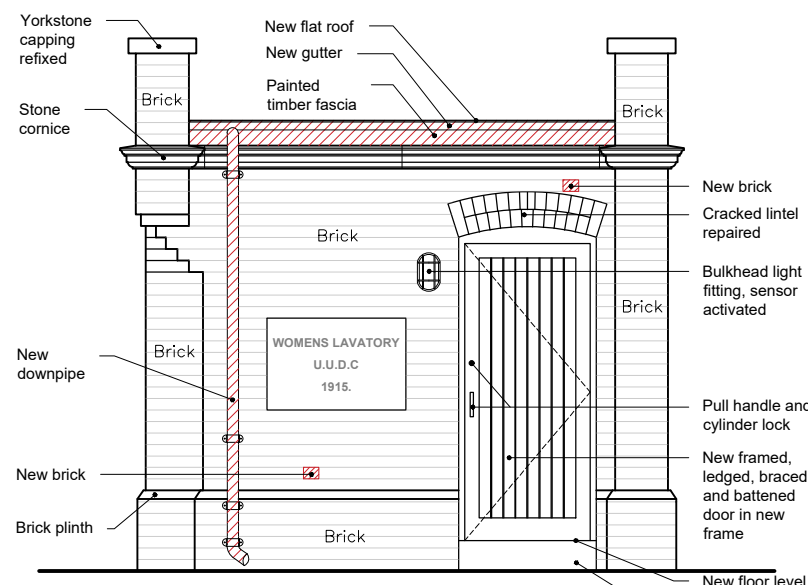 Yorkstone
capping
refixed
New flat roof
New gutter
Painted
timber fascia
Stone
cornice
Brick
Brick
New brick
Cracked lintel
repaired
Brick
Bulkhead light
fitting, sensor
activated
Brick
WOMENS LAVATORY
U.U.D.C
1915.
Brick
New
downpipe
Pull handle and
cylinder lock
New framed,
ledged, braced
and battened
door in new
frame
New brick
Brick plinth
Brick
New floor level